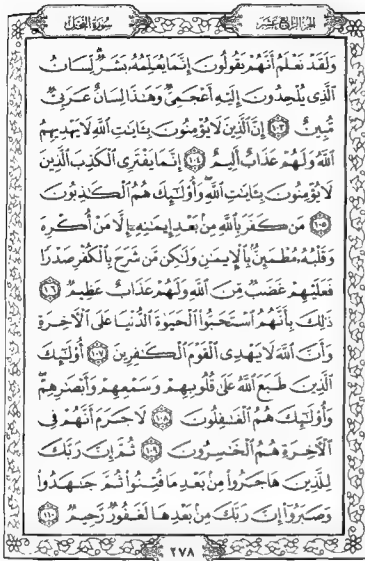 الجزء الرابع عشر
سورة النحل
وَلَقَدْ نَعْلَمُ أَنَّهُمْ يَقُولُونَ إِنَّمَا يُعَلِّمُهُۥ بَشَرٌ لِّسَانُ
ٱلَّذِى يُلْحِدُونَ إِلَيْهِ أَعْجَمِىٌّ وَهَٰذَا لِسَانٌ عَرَبِىٌّ
مُّبِينٌ ١٠٣ إِنَّ ٱلَّذِينَ لَا يُؤْمِنُونَ بِـَٔايَٰتِ ٱللَّهِ لَا يَهْدِيهِمُ
ٱللَّهُ وَلَهُمْ عَذَابٌ أَلِيمٌ ١٠٤ إِنَّمَا يَفْتَرِى ٱلْكَذِبَ ٱلَّذِينَ
لَا يُؤْمِنُونَ بِـَٔايَٰتِ ٱللَّهِ وَأُو۟لَٰٓئِكَ هُمُ ٱلْكَٰذِبُونَ
١٠٥ مَن كَفَرَ بِٱللَّهِ مِنۢ بَعْدِ إِيمَٰنِهِۦٓ إِلَّا مَنْ أُكْرِهَ
وَقَلْبُهُۥ مُطْمَئِنٌّۢ بِٱلْإِيمَٰنِ وَلَٰكِن مَّن شَرَحَ بِٱلْكُفْرِ صَدْرًا
فَعَلَيْهِمْ غَضَبٌ مِّنَ ٱللَّهِ وَلَهُمْ عَذَابٌ عَظِيمٌ ١٠٦
ذَٰلِكَ بِأَنَّهُمُ ٱسْتَحَبُّوا۟ ٱلْحَيَوٰةَ ٱلدُّنْيَا عَلَى ٱلْءَاخِرَةِ
وَأَنَّ ٱللَّهَ لَا يَهْدِى ٱلْقَوْمَ ٱلْكَٰفِرِينَ ١٠٧ أُو۟لَٰٓئِكَ
ٱلَّذِينَ طَبَعَ ٱللَّهُ عَلَىٰ قُلُوبِهِمْ وَسَمْعِهِمْ وَأَبْصَٰرِهِمْ
وَأُو۟لَٰٓئِكَ هُمُ ٱلْغَٰفِلُونَ ١٠٨ لَا جَرَمَ أَنَّهُمْ فِى
ٱلْءَاخِرَةِ هُمُ ٱلْخَٰسِرُونَ ١٠٩ ثُمَّ إِنَّ رَبَّكَ
لِلَّذِينَ هَاجَرُوا۟ مِنۢ بَعْدِ مَا فُتِنُوا۟ ثُمَّ جَٰهَدُوا۟
وَصَبَرُوٓا۟ إِنَّ رَبَّكَ مِنۢ بَعْدِهَا لَغَفُورٌ رَّحِيمٌ ١١٠
٢٧٨